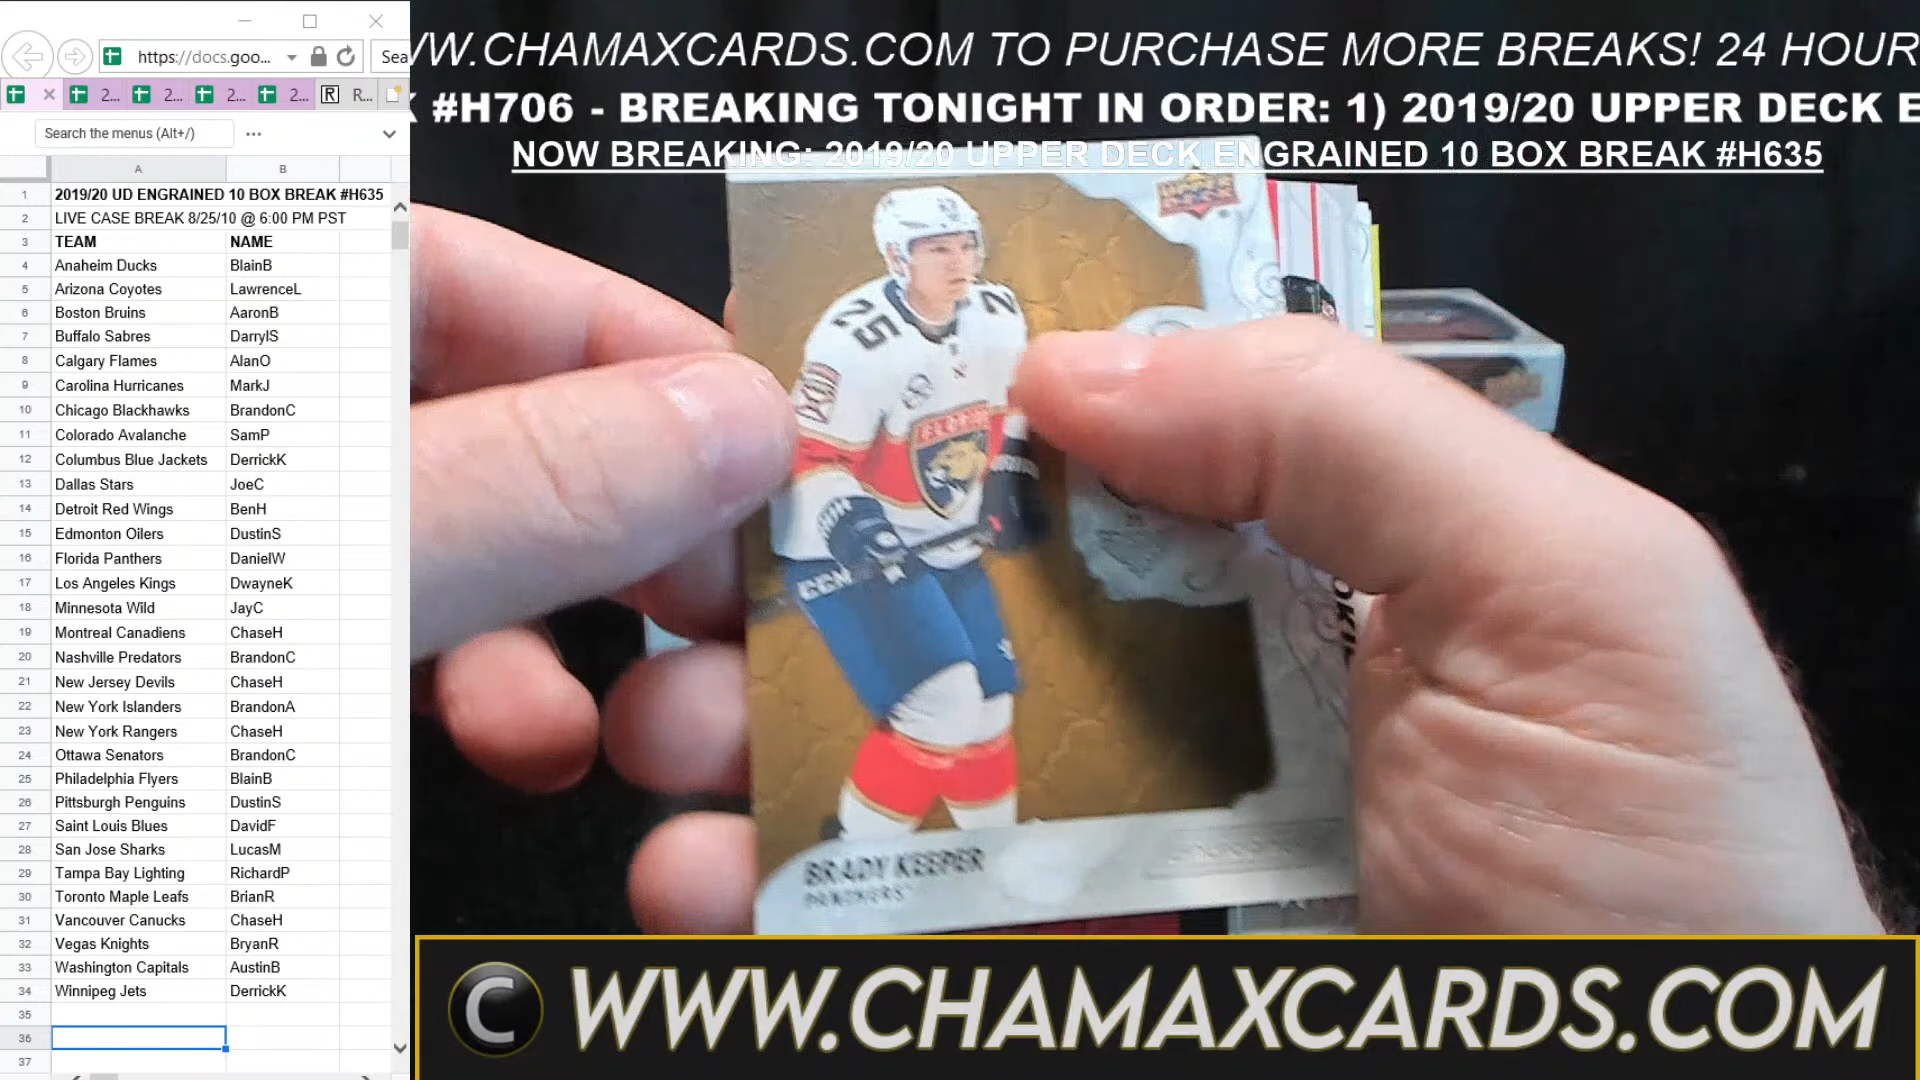 https://docs.goo...
Sea
2...
2...
2...
2...
R
R...
Search the menus (Alt+/)
...
A B
1 2019/20 UD ENGRAINED 10 BOX BREAK #H635
2 LIVE CASE BREAK 8/25/10 @ 6:00 PM PST
3 TEAM NAME
4 Anaheim Ducks BlainB
5 Arizona Coyotes LawrenceL
6 Boston Bruins AaronB
7 Buffalo Sabres DarrylS
8 Calgary Flames AlanO
9 Carolina Hurricanes MarkJ
10 Chicago Blackhawks BrandonC
11 Colorado Avalanche SamP
12 Columbus Blue Jackets DerrickK
13 Dallas Stars JoeC
14 Detroit Red Wings BenH
15 Edmonton Oilers DustinS
16 Florida Panthers DanielW
17 Los Angeles Kings DwayneK
18 Minnesota Wild JayC
19 Montreal Canadiens ChaseH
20 Nashville Predators BrandonC
21 New Jersey Devils ChaseH
22 New York Islanders BrandonA
23 New York Rangers ChaseH
24 Ottawa Senators BrandonC
25 Philadelphia Flyers BlainB
26 Pittsburgh Penguins DustinS
27 Saint Louis Blues DavidF
28 San Jose Sharks LucasM
29 Tampa Bay Lighting RichardP
30 Toronto Maple Leafs BrianR
31 Vancouver Canucks ChaseH
32 Vegas Knights BryanR
33 Washington Capitals AustinB
34 Winnipeg Jets DerrickK
35
36
37
VW.CHAMAXCARDS.COM TO PURCHASE MORE BREAKS! 24 HOUR
K #H706 - BREAKING TONIGHT IN ORDER: 1) 2019/20 UPPER DECK E
NOW BREAKING: 2019/20 UPPER DECK ENGRAINED 10 BOX BREAK #H635
UPPER DECK
25
FLORIDA
CCM
BRADY KEEPER
PANTHERS
C WWW.CHAMAXCARDS.COM